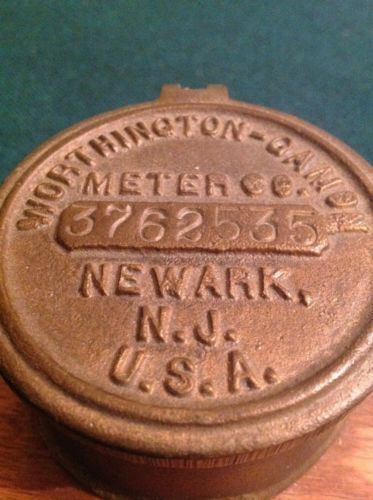 WORTHINGTON-GAMON
METER CO.
3762535
NEWARK,
N.J.
U.S.A.